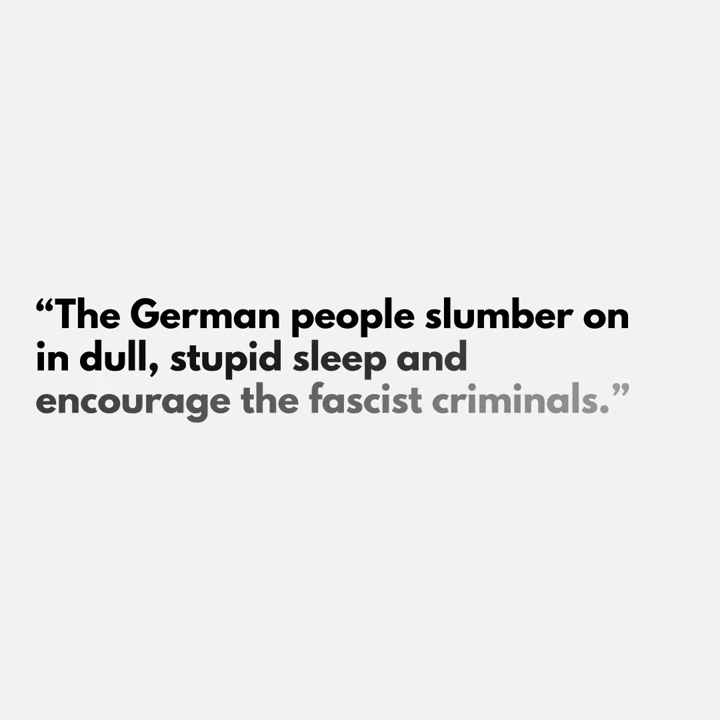 “The German people slumber on
in dull, stupid sleep and
encourage the fascist criminals.”